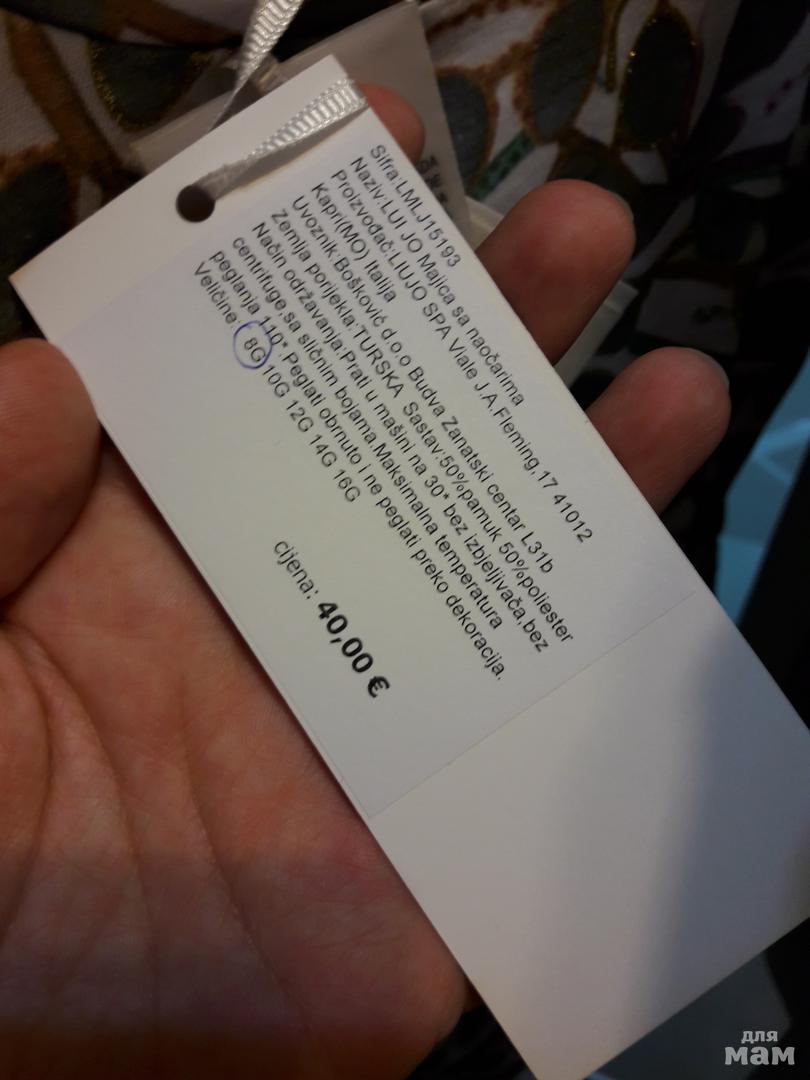 Sifra:LMLJ15193
Naziv:LUI JO Majica sa naočarima
Proizvođač:LIUJO SPA Viale J.A.Fleming,17 41012
Kapri(MO) Italija
Uvoznik:Bošković d.o.o Budva Zanatski centar L31b
Zemlja porijekla:TURSKA Sastav:50%pamuk 50%poliester
Način održavanja:Prati u mašini na 30* bez izbjeljivača,bez
centrifuge,sa sličnim bojama.Maksimalna temperatura
peglanja 110*.Peglati obrnuto i ne peglati preko dekoracija.
Veličine: 8G 10G 12G 14G 16G
cijena: 40,00 €
для
мам